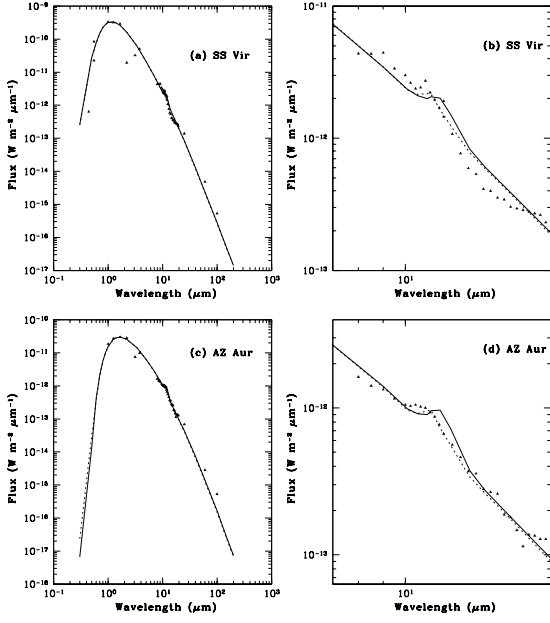 10⁻⁹
10⁻¹⁰
10⁻¹¹
10⁻¹²
10⁻¹³
10⁻¹⁴
10⁻¹⁵
10⁻¹⁶
10⁻¹⁷
Flux (W m⁻² μm⁻¹)
(a) SS Vir
10⁻¹ 10⁰ 10¹ 10² 10³
Wavelength (μm)
10⁻¹¹
10⁻¹²
10⁻¹³
Flux (W m⁻² μm⁻¹)
(b) SS Vir
10¹
Wavelength (μm)
10⁻¹⁰
10⁻¹¹
10⁻¹²
10⁻¹³
10⁻¹⁴
10⁻¹⁵
10⁻¹⁶
10⁻¹⁷
10⁻¹⁸
Flux (W m⁻² μm⁻¹)
(c) AZ Aur
10⁻¹ 10⁰ 10¹ 10² 10³
Wavelength (μm)
10⁻¹²
10⁻¹³
Flux (W m⁻² μm⁻¹)
(d) AZ Aur
10¹
Wavelength (μm)